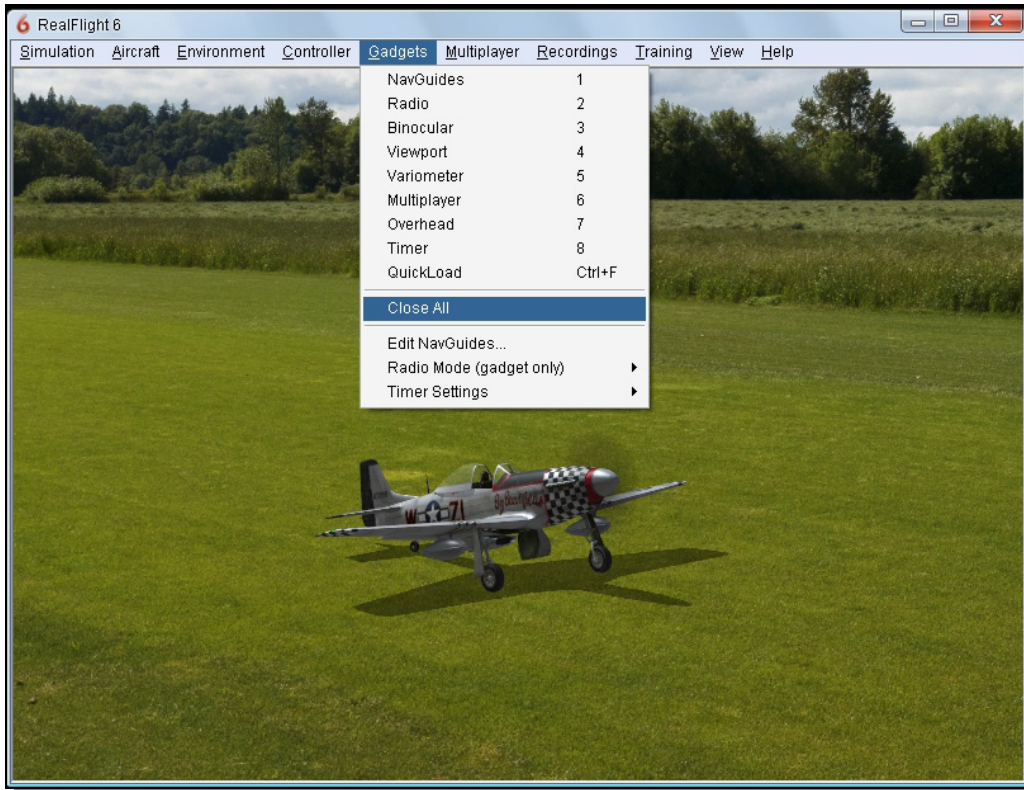 6 RealFlight 6
Simulation Aircraft Environment Controller Gadgets Multiplayer Recordings Training View Help
NavGuides 1
Radio 2
Binocular 3
Viewport 4
Variometer 5
Multiplayer 6
Overhead 7
Timer 8
QuickLoad Ctrl+F
Close All
Edit NavGuides...
Radio Mode (gadget only)
Timer Settings
W ZI